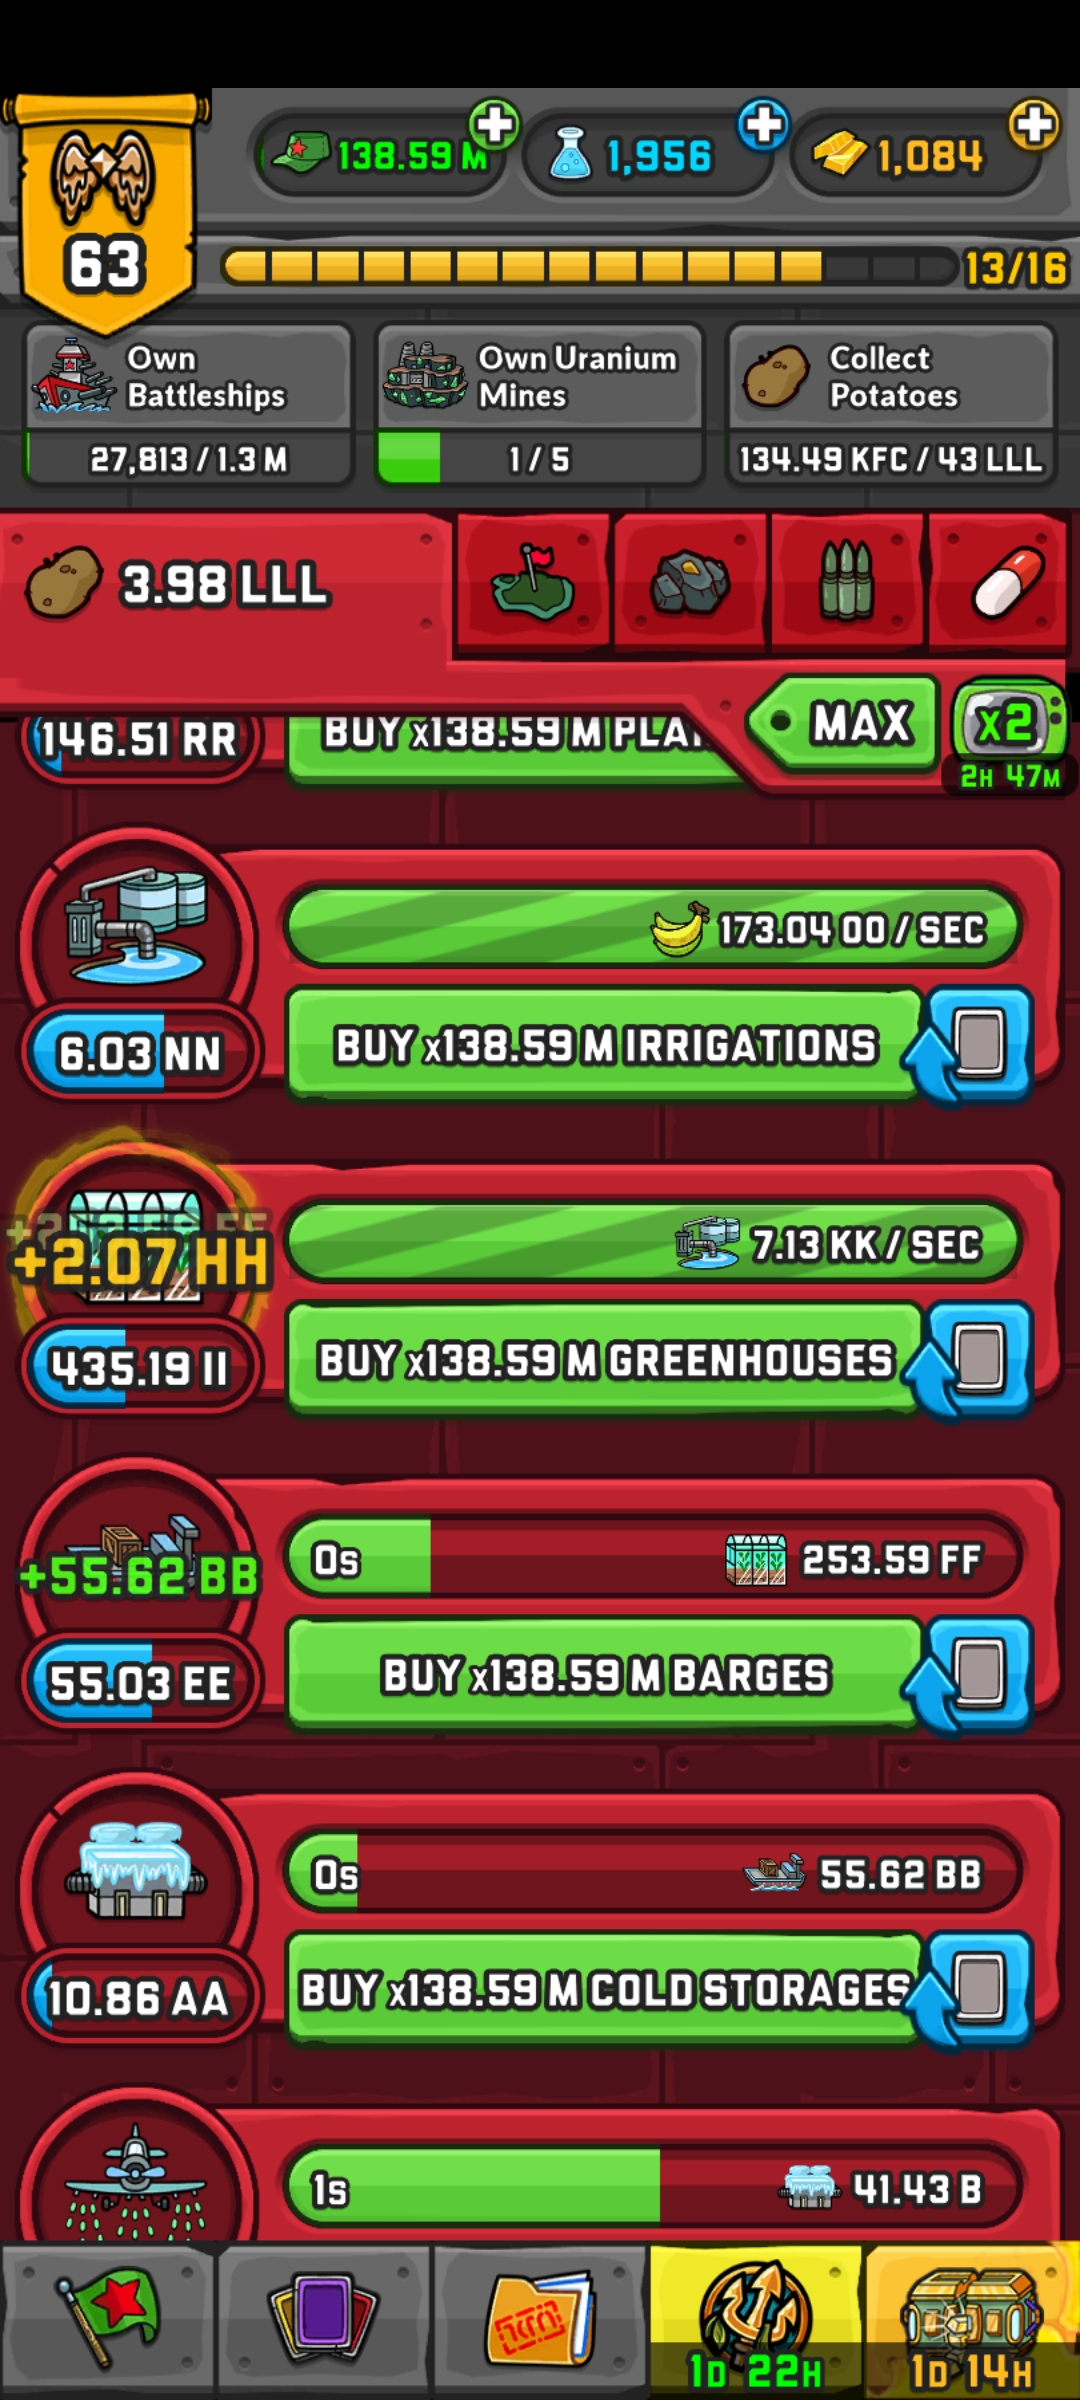 138.59 M
1,956
1,084
63
13/16
Own
Battleships
27,813 / 1.3 M
Own Uranium
Mines
1 / 5
Collect
Potatoes
134.49 KFC / 43 LLL
3.98 LLL
MAX
x2
2H 47M
146.51 RR
BUY x138.59 M
173.04 OO / SEC
6.03 NN
BUY x138.59 M IRRIGATIONS
+2.07 HH
7.13 KK / SEC
435.19 II
BUY x138.59 M GREENHOUSES
+55.62 BB
0s
253.59 FF
55.03 EE
BUY x138.59 M BARGES
0s
55.62 BB
10.86 AA
BUY x138.59 M COLD STORAGES
1s
41.43 B
1D 22H
1D 14H